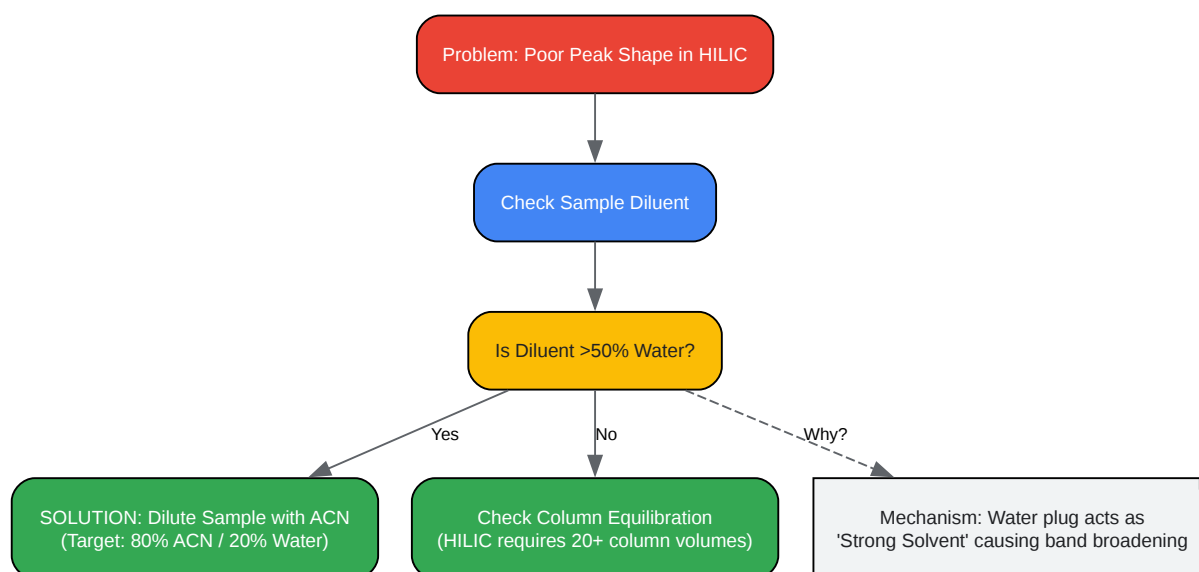 Problem: Poor Peak Shape in HILIC
Check Sample Diluent
Is Diluent >50% Water?
Yes
No
Why?
SOLUTION: Dilute Sample with ACN
(Target: 80% ACN / 20% Water)
Check Column Equilibration
(HILIC requires 20+ column volumes)
Mechanism: Water plug acts as
'Strong Solvent' causing band broadening